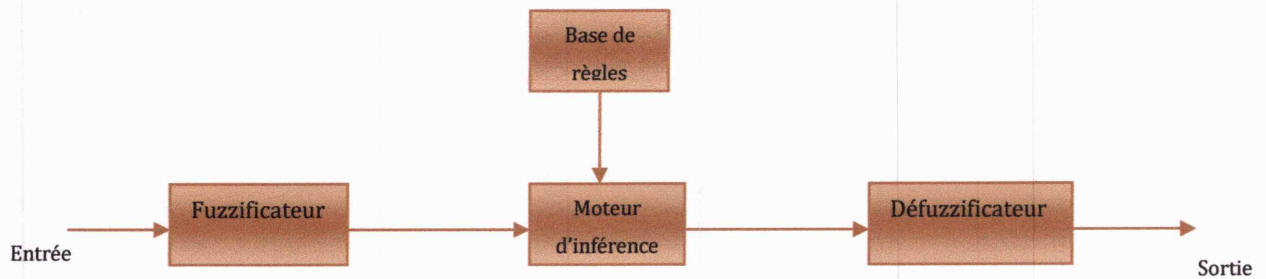 Base de
règles
Fuzzificateur
Moteur
d'inférence
Défuzzificateur
Entrée
Sortie